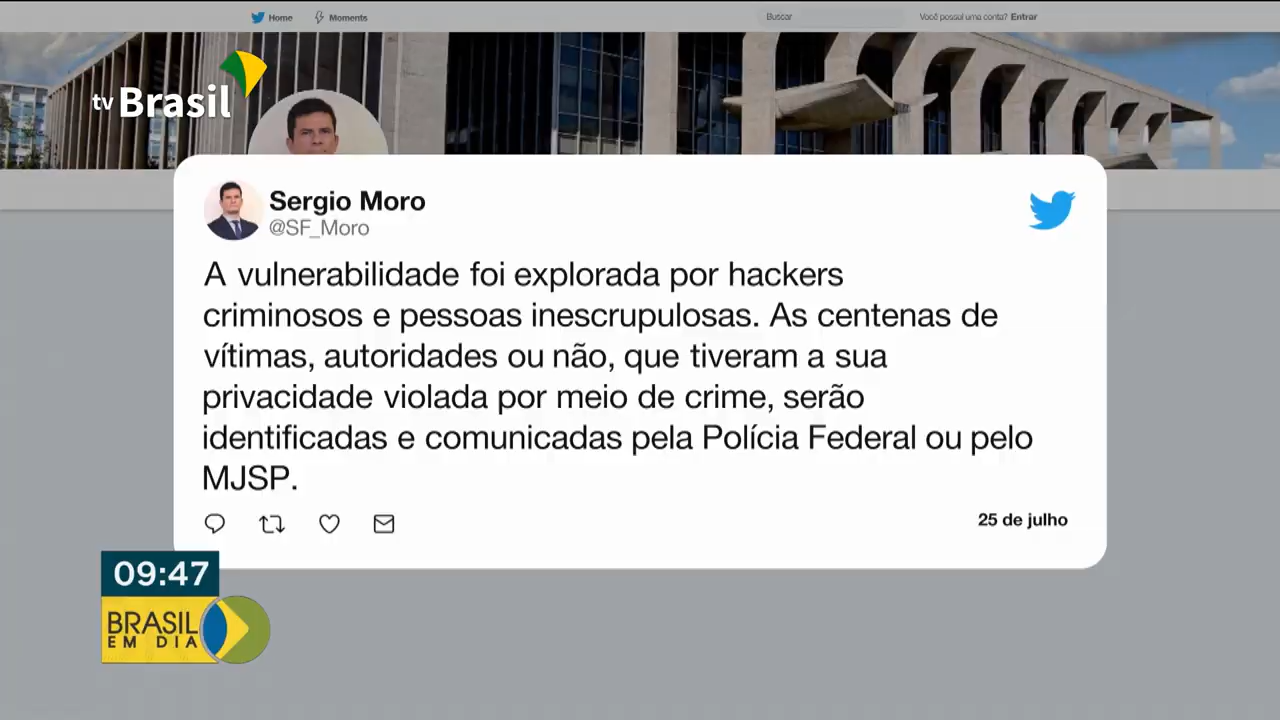 Home Moments Buscar Você possui uma conta? Entrar
tv Brasil
Sergio Moro
@SF_Moro
A vulnerabilidade foi explorada por hackers
criminosos e pessoas inescrupulosas. As centenas de
vítimas, autoridades ou não, que tiveram a sua
privacidade violada por meio de crime, serão
identificadas e comunicadas pela Polícia Federal ou pelo
MJSP.
25 de julho
09:47
BRASIL
EM DIA